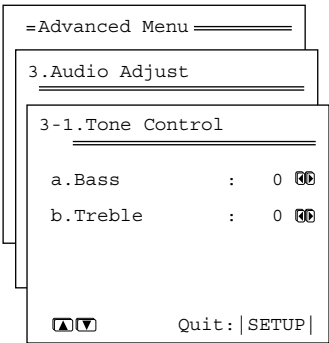 =Advanced Menu
3.Audio Adjust
3-1.Tone Control
a.Bass : 0
b.Treble : 0
Quit:|SETUP|